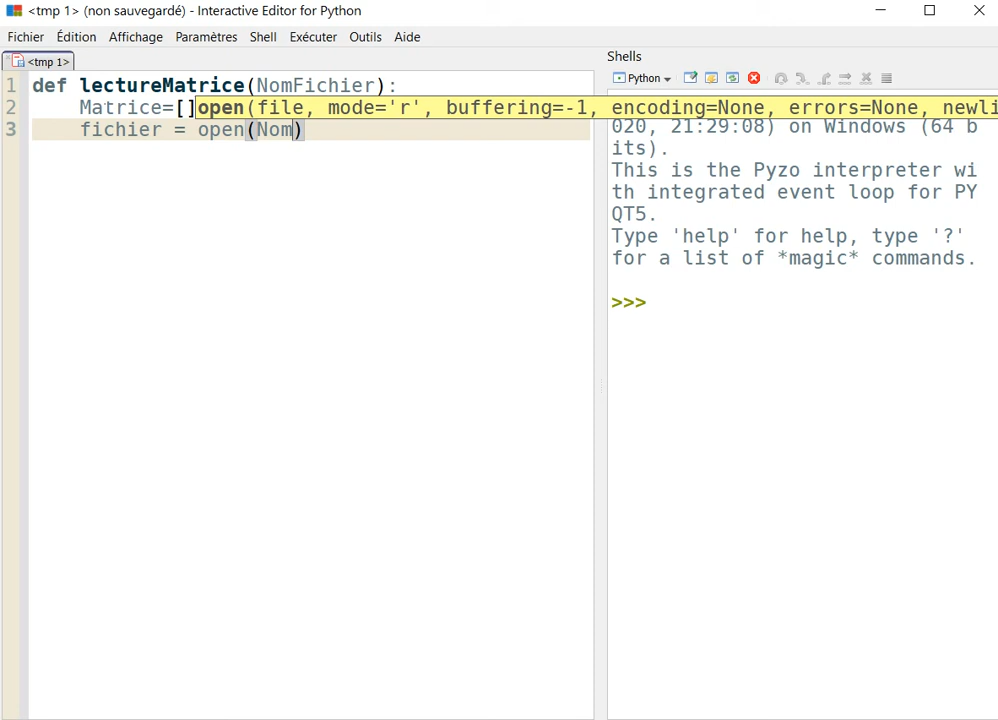 <tmp 1> (non sauvegardé) - Interactive Editor for Python
Fichier Édition Affichage Paramètres Shell Exécuter Outils Aide
<tmp 1>
Shells
Python
1 def lectureMatrice(NomFichier):
2 Matrice=[]
open(file, mode='r', buffering=-1, encoding=None, errors=None, newli
3 fichier = open(Nom)
020, 21:29:08) on Windows (64 b
its).
This is the Pyzo interpreter wi
th integrated event loop for PY
QT5.
Type 'help' for help, type '?'
for a list of *magic* commands.
>>>